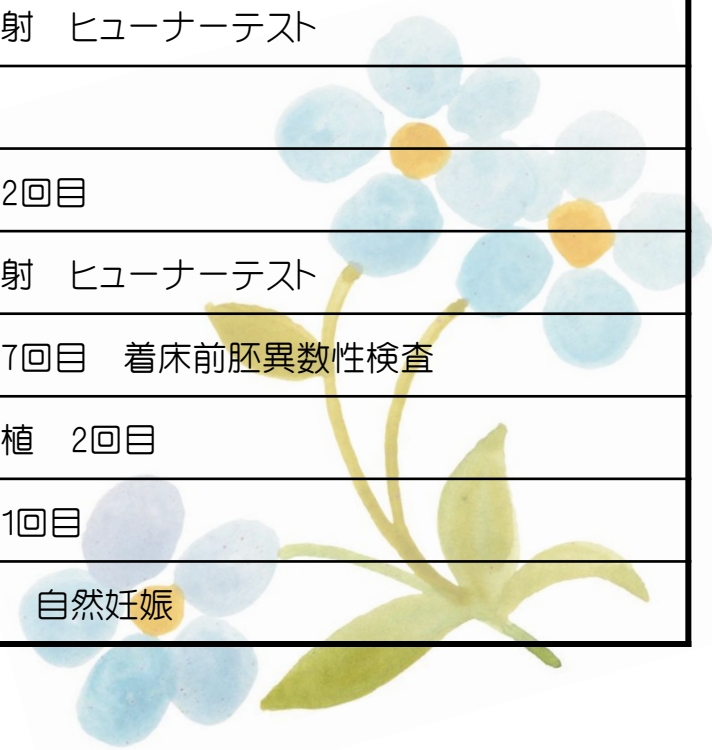 射　ヒューナーテスト
2回目
射　ヒューナーテスト
7回目　着床前胚異数性検査
植　2回目
1回目
自然妊娠